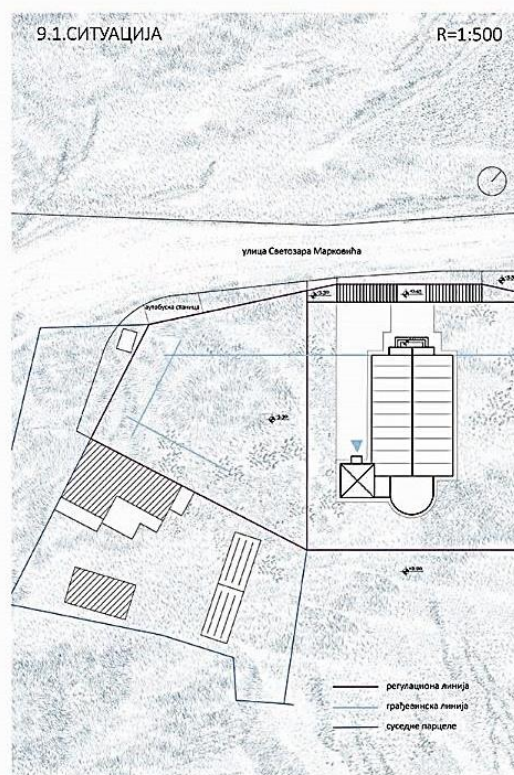 9.1.СИТУАЦИЈА
R=1:500
улица Светозара Марковића
аутобуска станица
регулациона линија
грађевинска линија
суседне парцеле